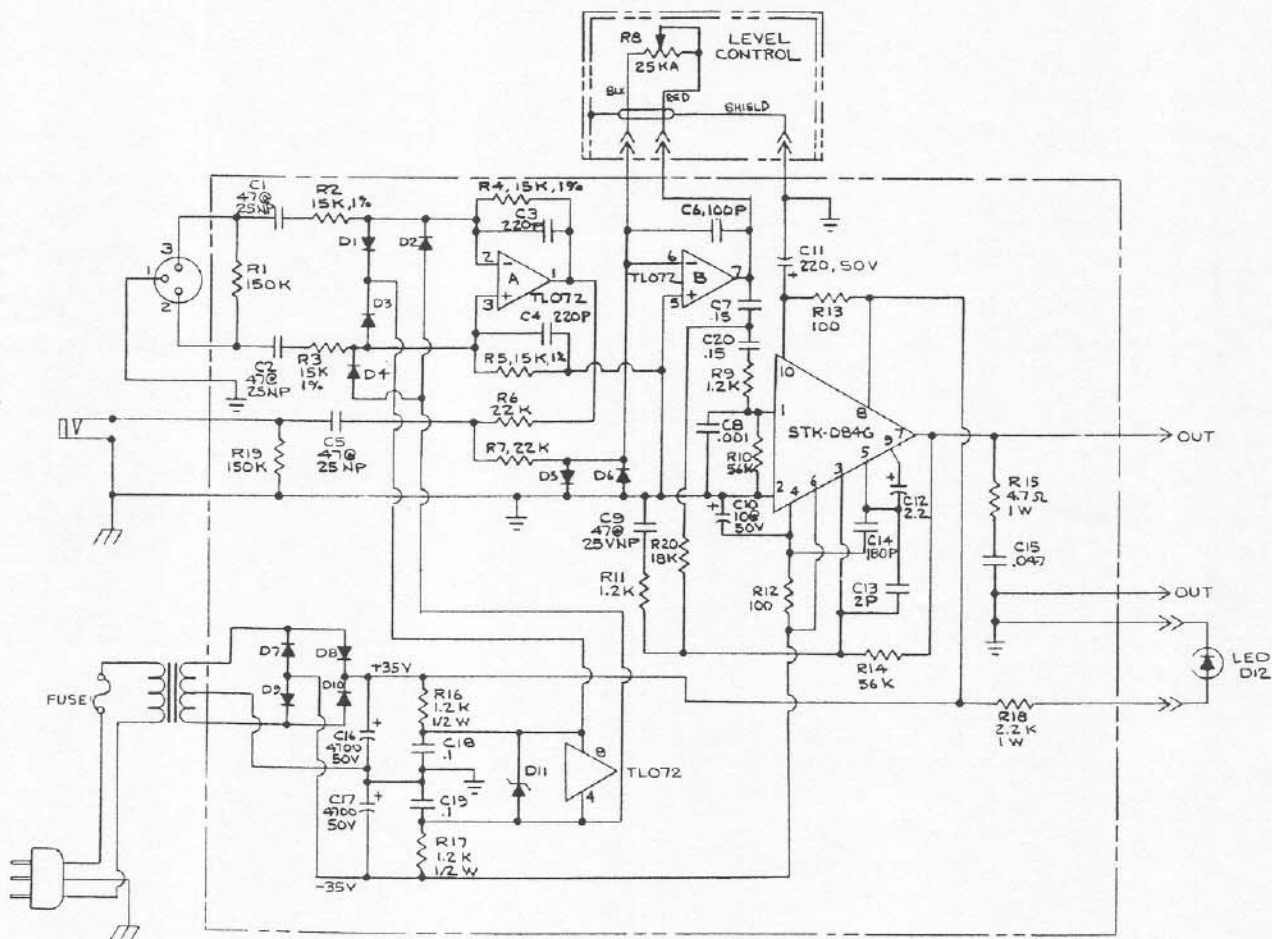 R8
25KA
LEVEL
CONTROL
BLK
RED
SHIELD
C1
47@
25NP
R2
15K,1%
R4, 15K, 1%
C3
220P
C6, 100P
3
1
2
R1
150K
D1
D2
D3
D4
2
3
A
1
TL072
C4 220P
6
5
TL072
B
7
C7
.15
C20
.15
R9
1.2K
C11
220, 50V
R13
100
C2
47@
25NP
R3
15K
1%
R5, 15K, 1%
R6
22K
R7, 22K
C5
47@
25NP
R19
150K
D5
D6
C8
.001
R10
56K
10
1
8
STK-084G
7
9
5
3
6
2
4
OUT
C9
47@
25VNP
C10
10@
50V
R20
18K
R11
1.2K
R12
100
C14
180P
C12
2.2
C13
2P
R15
4.7Ω
1W
C15
.047
OUT
R14
56K
LED
D12
R18
2.2K
1W
FUSE
D7
D8
D9
D10
+35V
R16
1.2K
1/2W
C16
4700
50V
C18
.1
D11
8
TL072
4
C17
4700
50V
C19
.1
R17
1.2K
1/2W
-35V